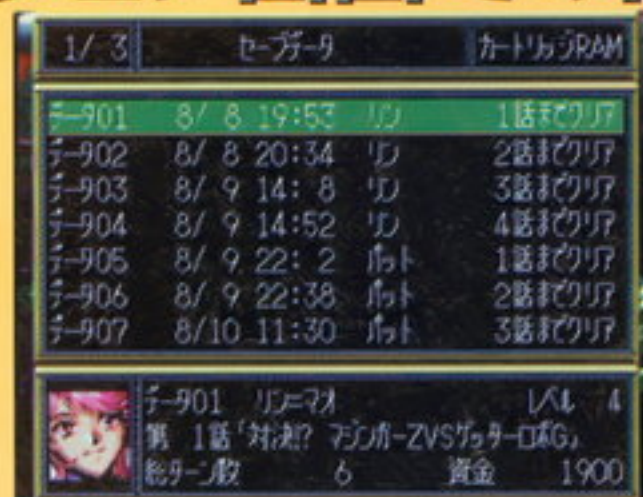 1/ 3 セーブデータ カートリッジRAM
データ01 8/ 8 19:53 リン 1話までクリア
データ02 8/ 8 20:34 リン 2話までクリア
データ03 8/ 9 14: 8 リン 3話までクリア
データ04 8/ 9 14:52 リン 4話までクリア
データ05 8/ 9 22: 2 パット 1話までクリア
データ06 8/ 9 22:38 パット 2話までクリア
データ07 8/10 11:30 パット 3話までクリア
データ01 リン=マオ レベル 4
第 1話「対決!? マジンガーZVSゲッターロボG」
総ターン数 6 資金 1900